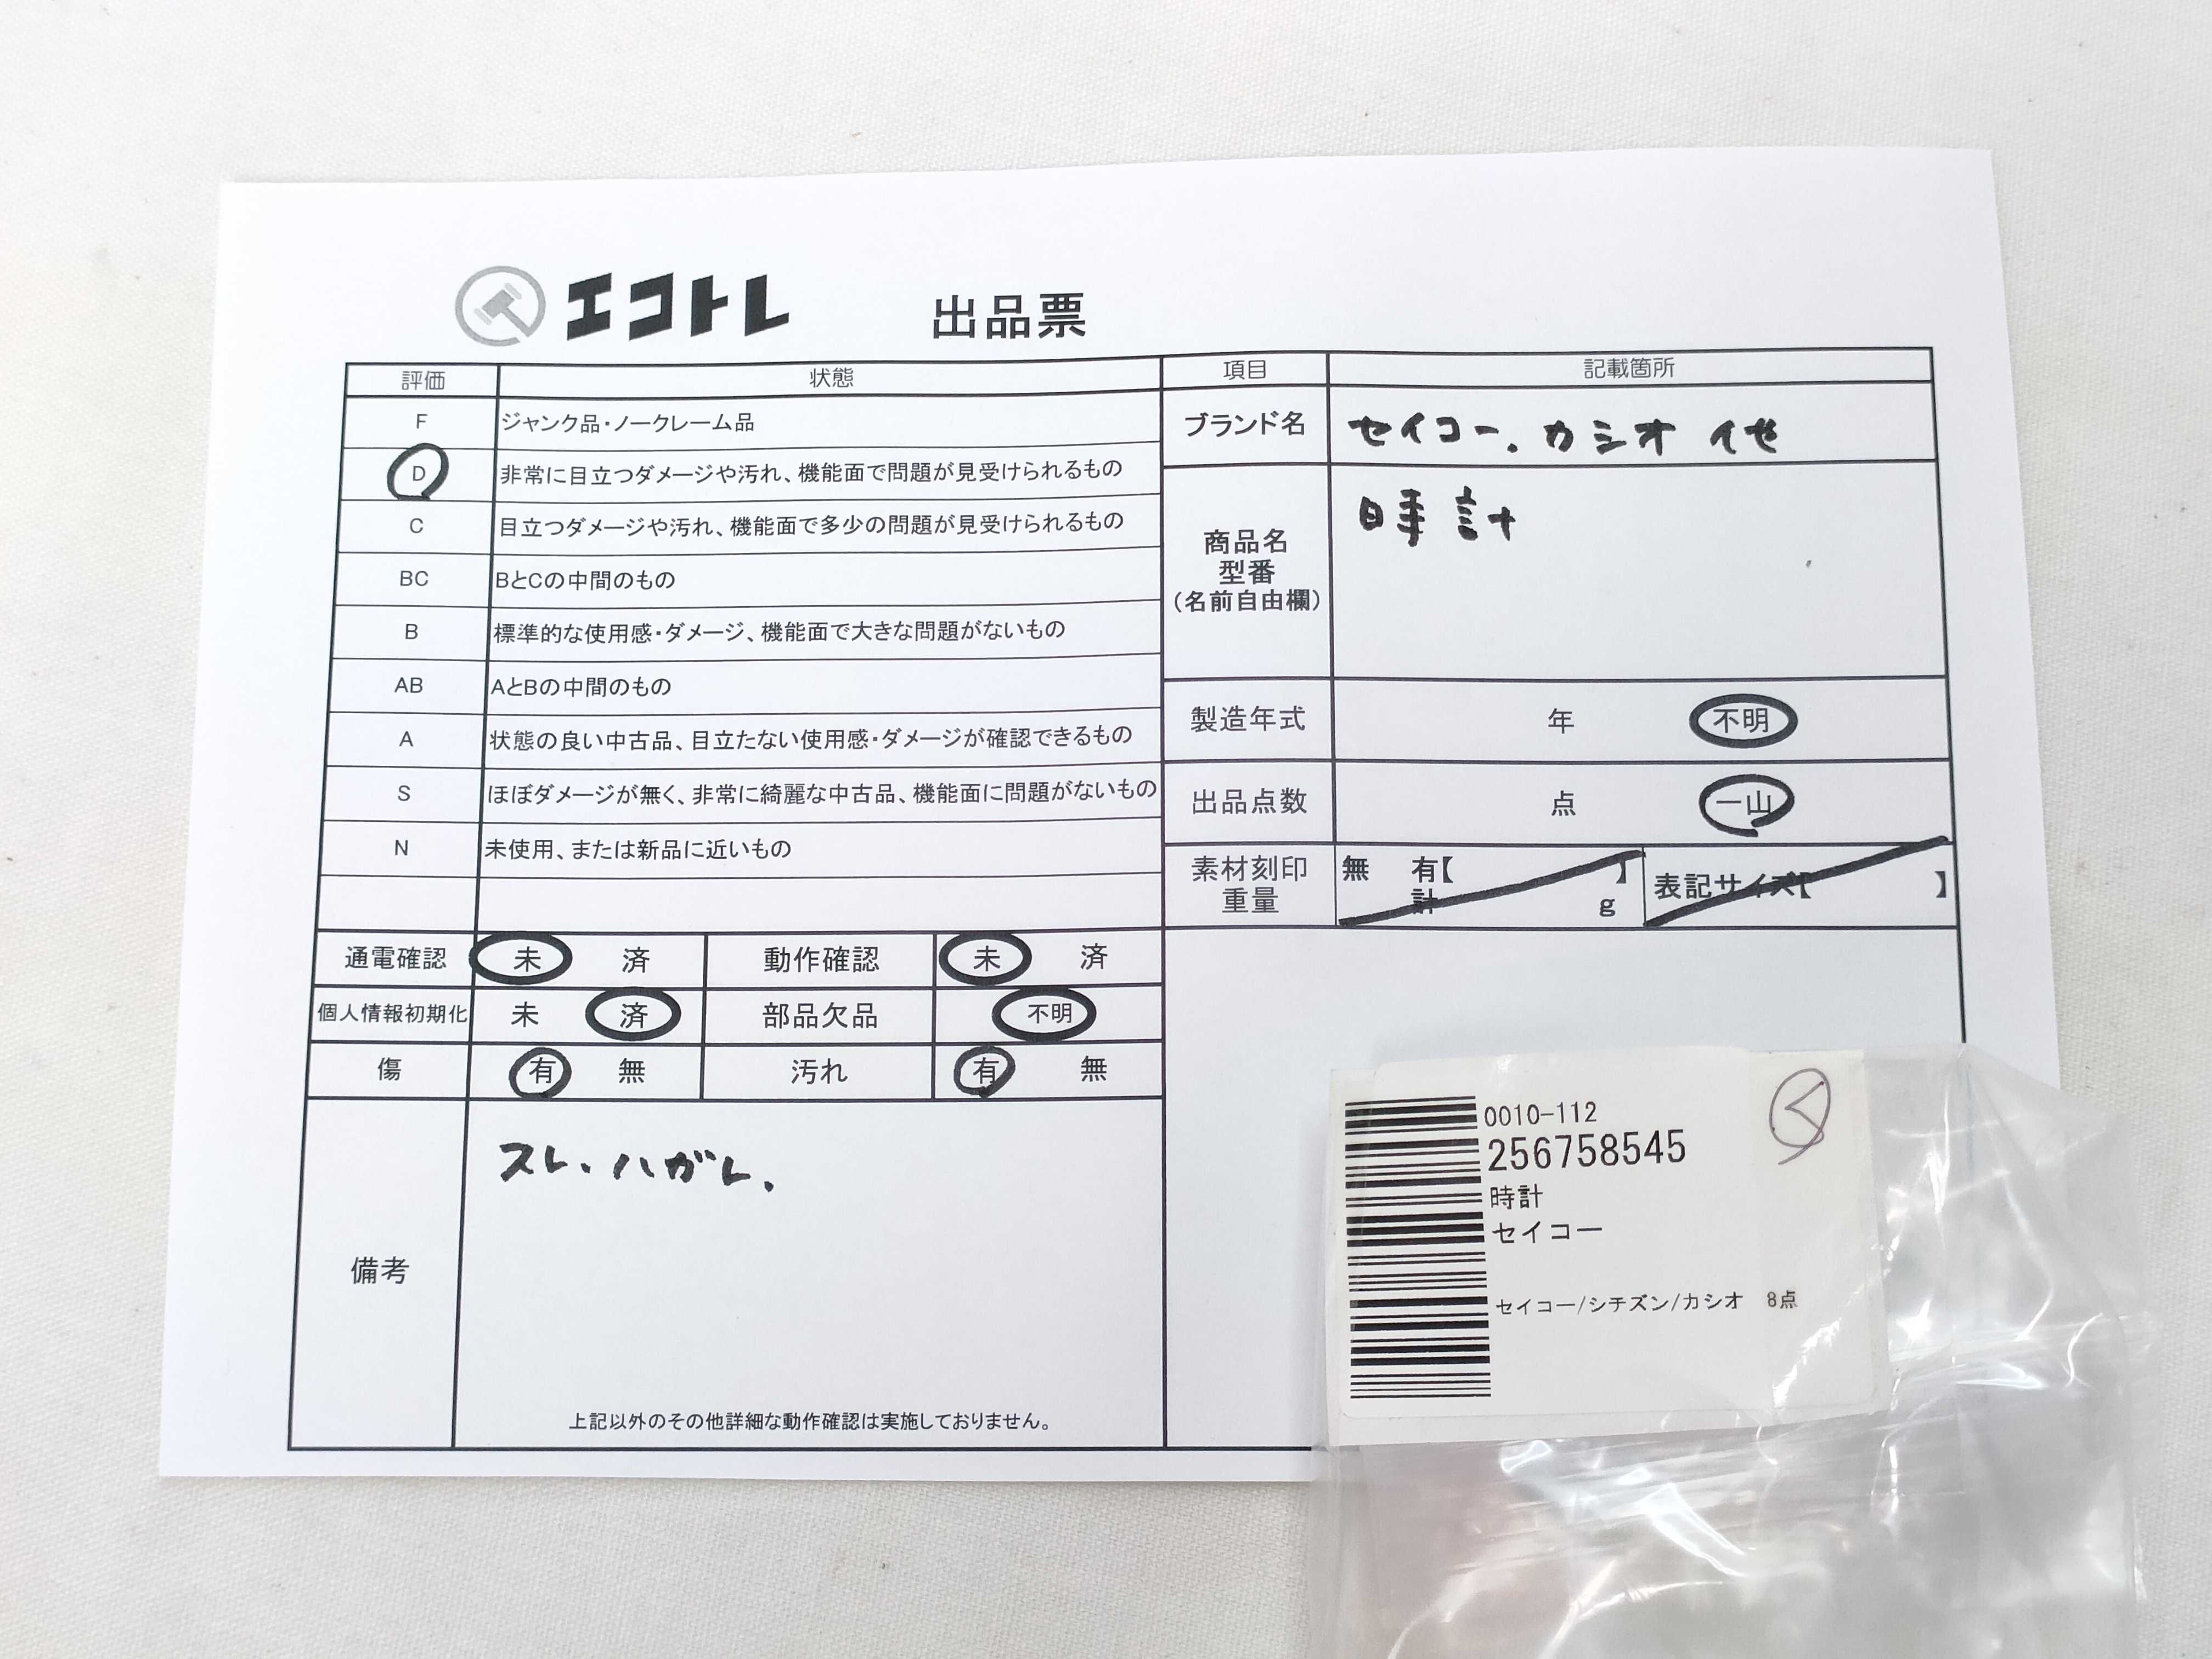 エコトレ 出品票
評価 状態 項目 記載箇所
F ジャンク品・ノークレーム品
D 非常に目立つダメージや汚れ、機能面で問題が見受けられるもの
C 目立つダメージや汚れ、機能面で多少の問題が見受けられるもの
BC BとCの中間のもの
B 標準的な使用感・ダメージ、機能面で大きな問題がないもの
AB AとBの中間のもの
A 状態の良い中古品、目立たない使用感・ダメージが確認できるもの
S ほぼダメージが無く、非常に綺麗な中古品、機能面に問題がないもの
N 未使用、または新品に近いもの
ブランド名 セイコー.カシオ 他
商品名
型番
(名前自由欄)
時計
製造年式 年 不明
出品点数 点 一山
素材刻印
重量
無 有【 】
計 g
表記サイズ【 】
通電確認 未 済 動作確認 未 済
個人情報初期化 未 済 部品欠品 不明
傷 有 無 汚れ 有 無
備考
スレ.ハガレ.
上記以外のその他詳細な動作確認は実施しておりません。
0010-112
256758545
時計
セイコー
セイコー/シチズン/カシオ 8点